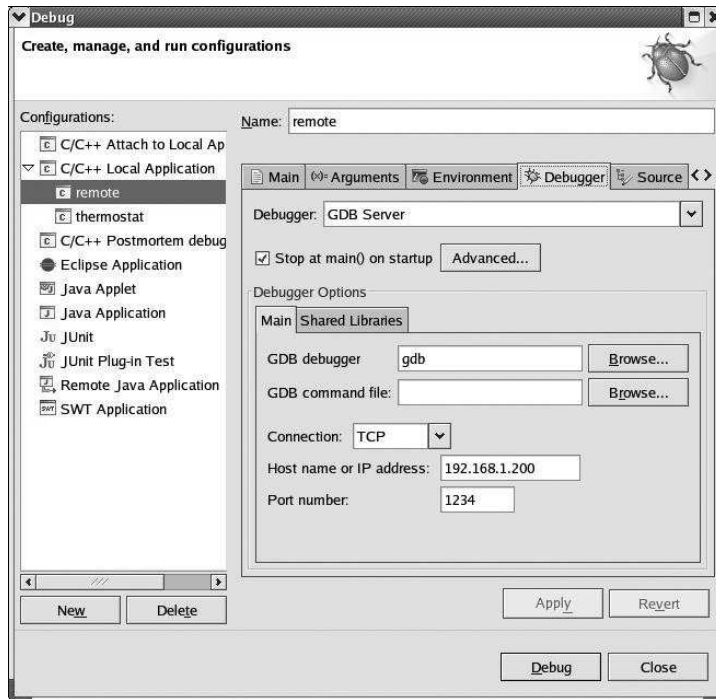 Debug
Create, manage, and run configurations
Configurations:
C/C++ Attach to Local Ap
C/C++ Local Application
remote
thermostat
C/C++ Postmortem debug
Eclipse Application
Java Applet
Java Application
JUnit
JUnit Plug-in Test
Remote Java Application
SWT Application
New Delete
Name: remote
Main Arguments Environment Debugger Source
Debugger: GDB Server
Stop at main() on startup Advanced...
Debugger Options
Main Shared Libraries
GDB debugger gdb Browse...
GDB command file: Browse...
Connection: TCP
Host name or IP address: 192.168.1.200
Port number: 1234
Apply Revert
Debug Close